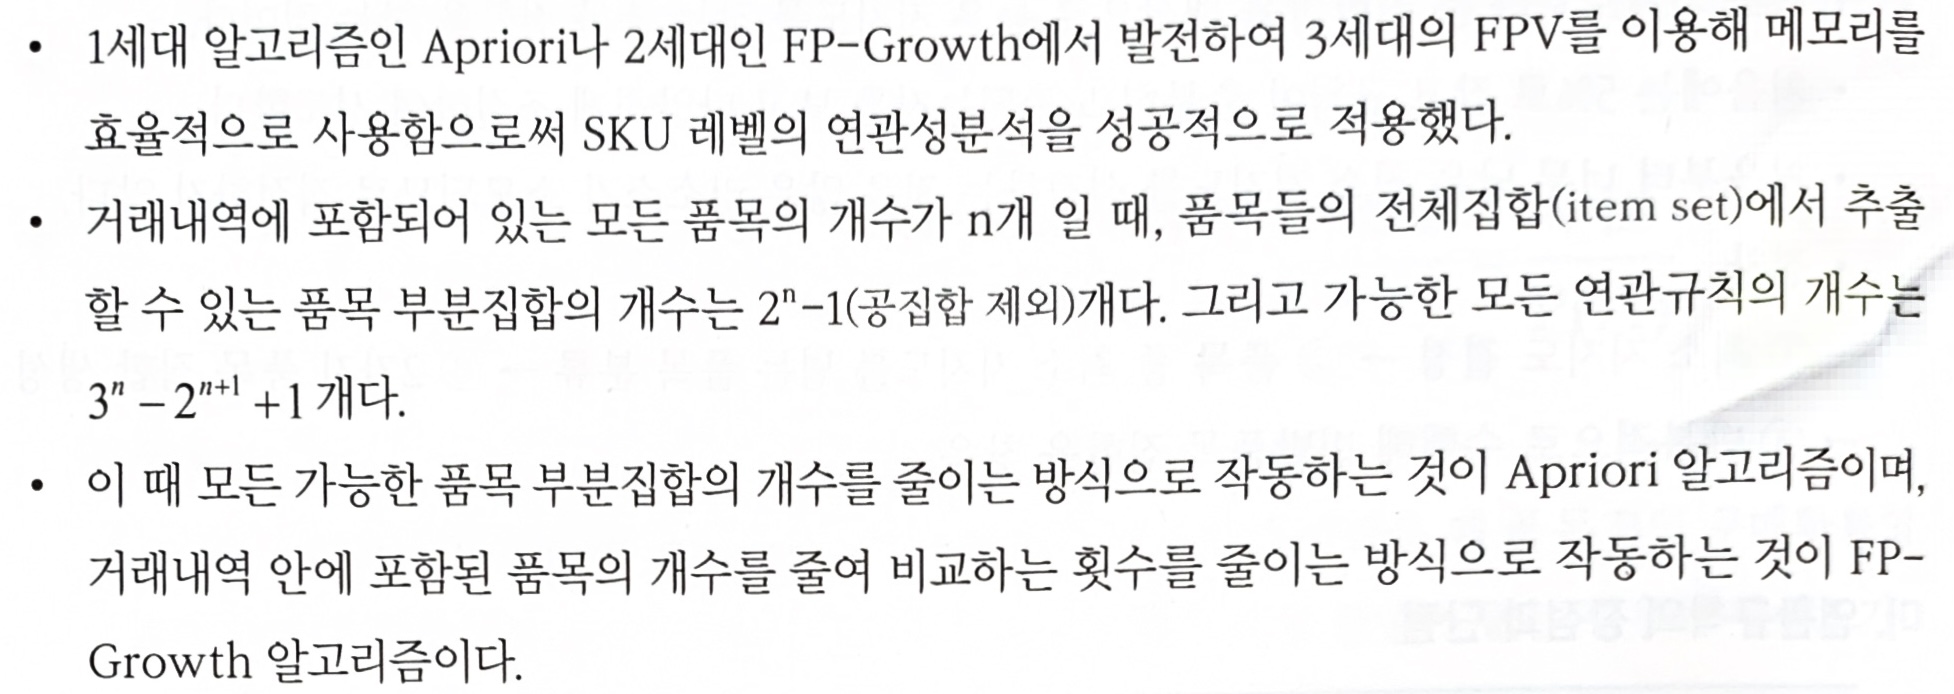 • 1세대 알고리즘인 Apriori나 2세대인 FP-Growth에서 발전하여 3세대의 FPV를 이용해 메모리를
효율적으로 사용함으로써 SKU 레벨의 연관성분석을 성공적으로 적용했다.
• 거래내역에 포함되어 있는 모든 품목의 개수가 n개 일 때, 품목들의 전체집합(item set)에서 추출
할 수 있는 품목 부분집합의 개수는 2ⁿ-1(공집합 제외)개다. 그리고 가능한 모든 연관규칙의 개수는
3ⁿ - 2ⁿ⁺¹ + 1 개다.
• 이 때 모든 가능한 품목 부분집합의 개수를 줄이는 방식으로 작동하는 것이 Apriori 알고리즘이며,
거래내역 안에 포함된 품목의 개수를 줄여 비교하는 횟수를 줄이는 방식으로 작동하는 것이 FP-
Growth 알고리즘이다.